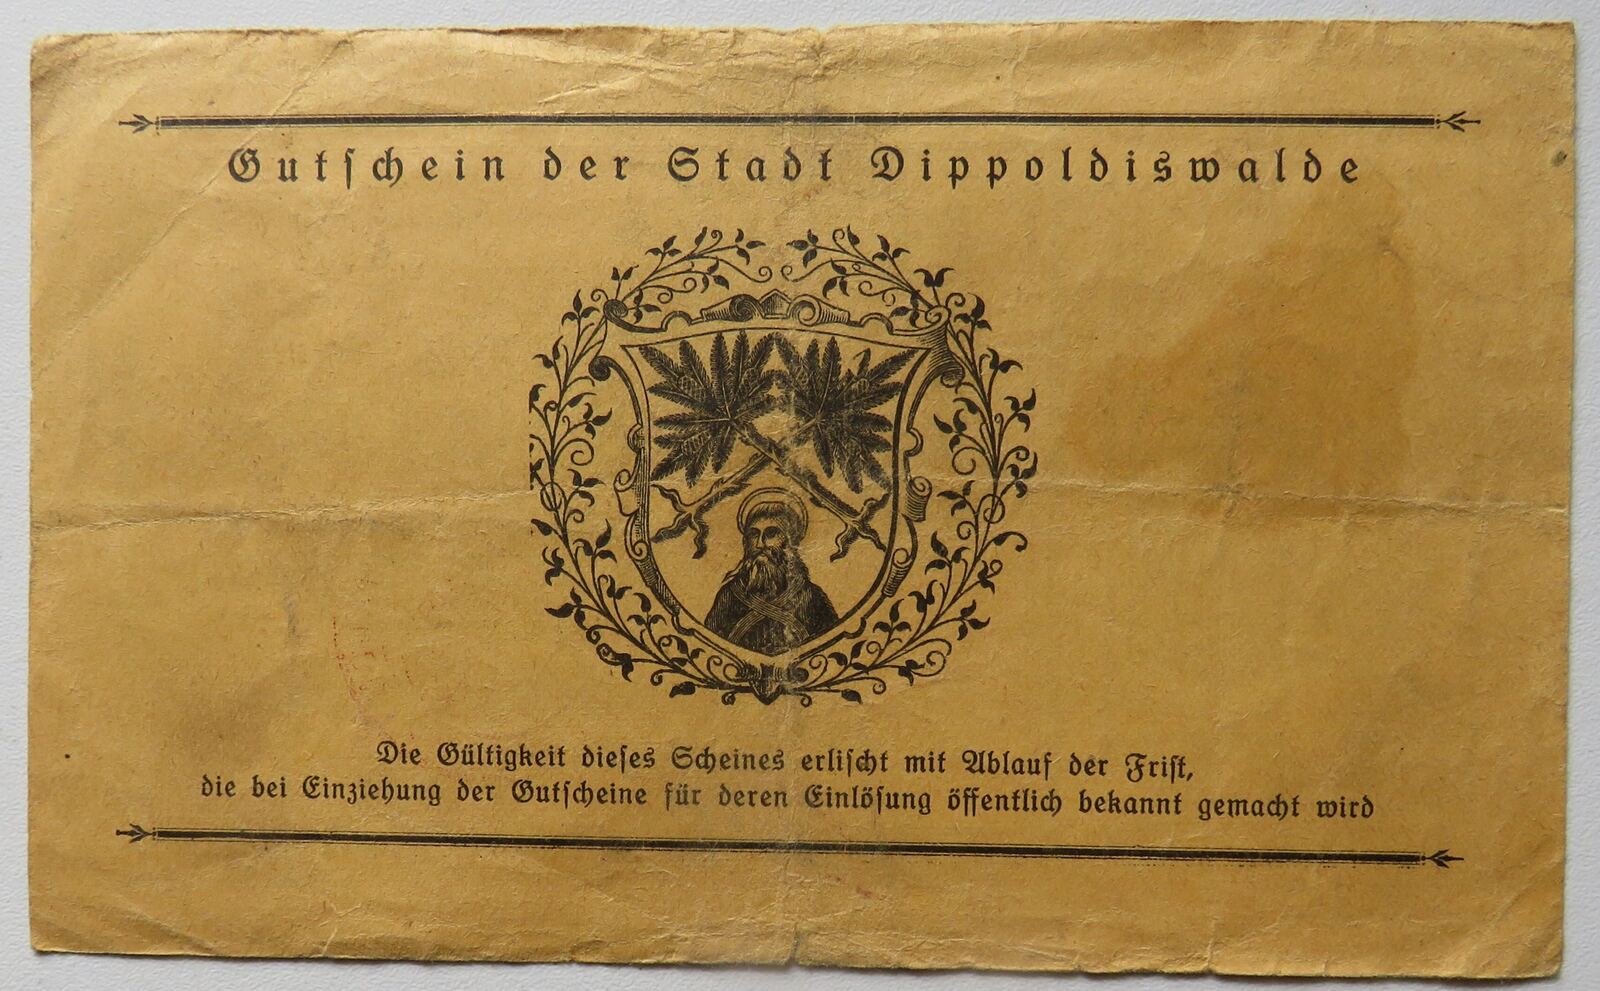 Gutschein der Stadt Dippoldiswalde
Die Gültigkeit dieses Scheines erlischt mit Ablauf der Frist,
die bei Einziehung der Gutscheine für deren Einlösung öffentlich bekannt gemacht wird